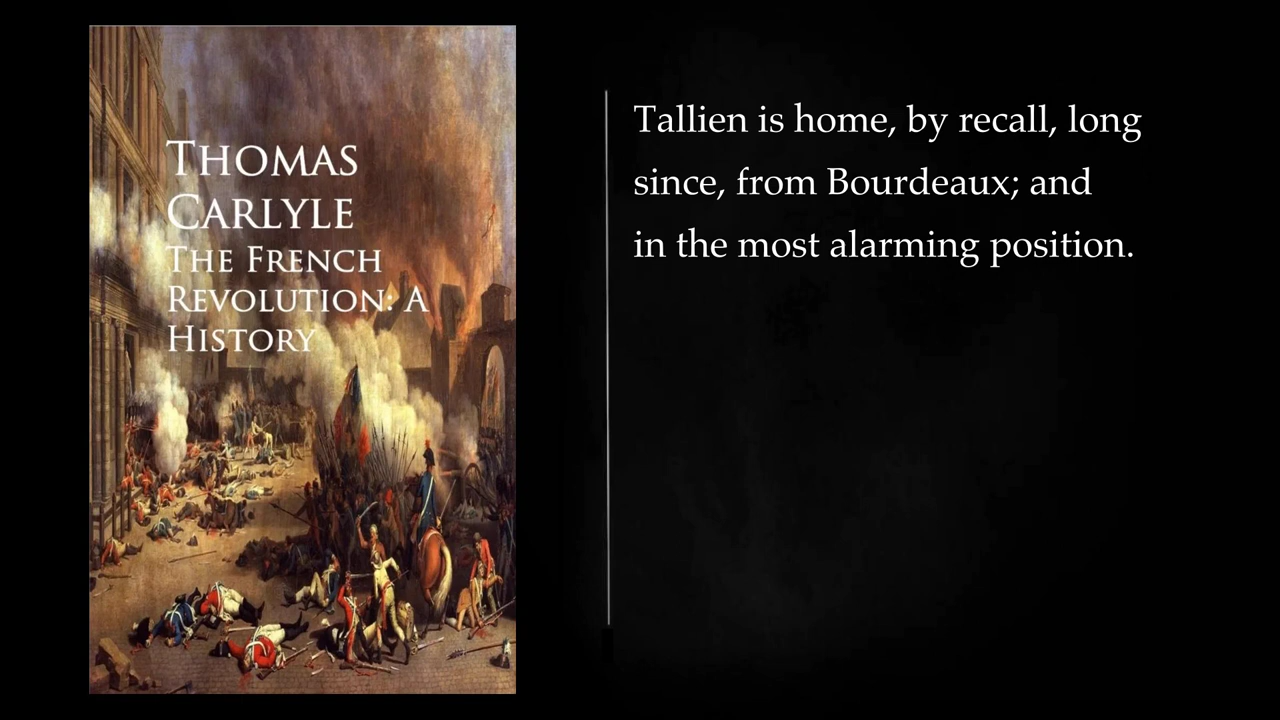 THOMAS
CARLYLE
THE FRENCH
REVOLUTION: A
HISTORY
Tallien is home, by recall, long
since, from Bourdeaux; and
in the most alarming position.